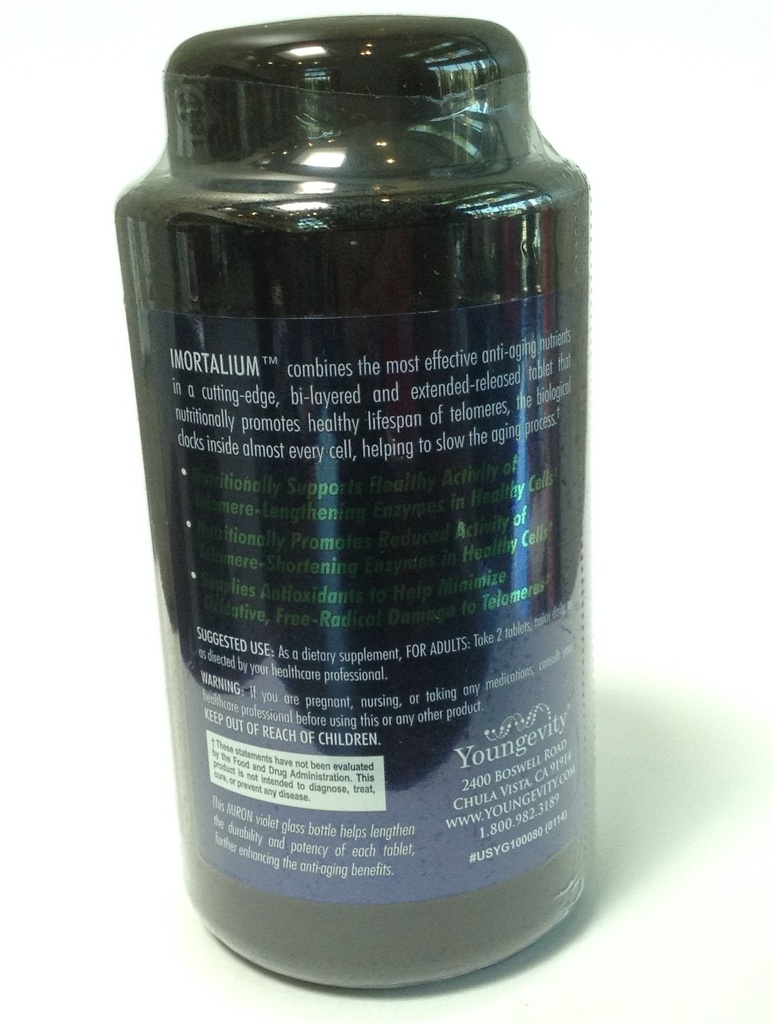 IMORTALIUM™ combines the most effective anti-aging nutrients
in a cutting-edge, bi-layered and extended-released tablet that
nutritionally promotes healthy lifespan of telomeres, the biological
clocks inside almost every cell, helping to slow the aging process.†
• Nutritionally Supports Healthy Activity of
Telomere-Lengthening Enzymes in Healthy Cells†
• Nutritionally Promotes Reduced Activity of
Telomere-Shortening Enzymes in Healthy Cells†
• Supplies Antioxidants to Help Minimize
Oxidative, Free-Radical Damage to Telomeres†
SUGGESTED USE: As a dietary supplement, FOR ADULTS: Take 2 tablets, twice daily, or
as directed by your healthcare professional.
WARNING: If you are pregnant, nursing, or taking any medications, consult your
healthcare professional before using this or any other product.
KEEP OUT OF REACH OF CHILDREN.
† These statements have not been evaluated
by the Food and Drug Administration. This
product is not intended to diagnose, treat,
cure, or prevent any disease.
This MIRON violet glass bottle helps lengthen
the durability and potency of each tablet,
further enhancing the anti-aging benefits.
Youngevity®
2400 BOSWELL ROAD
CHULA VISTA, CA 91914
WWW.YOUNGEVITY.COM
1.800.982.3189
#USYG100080 (0114)